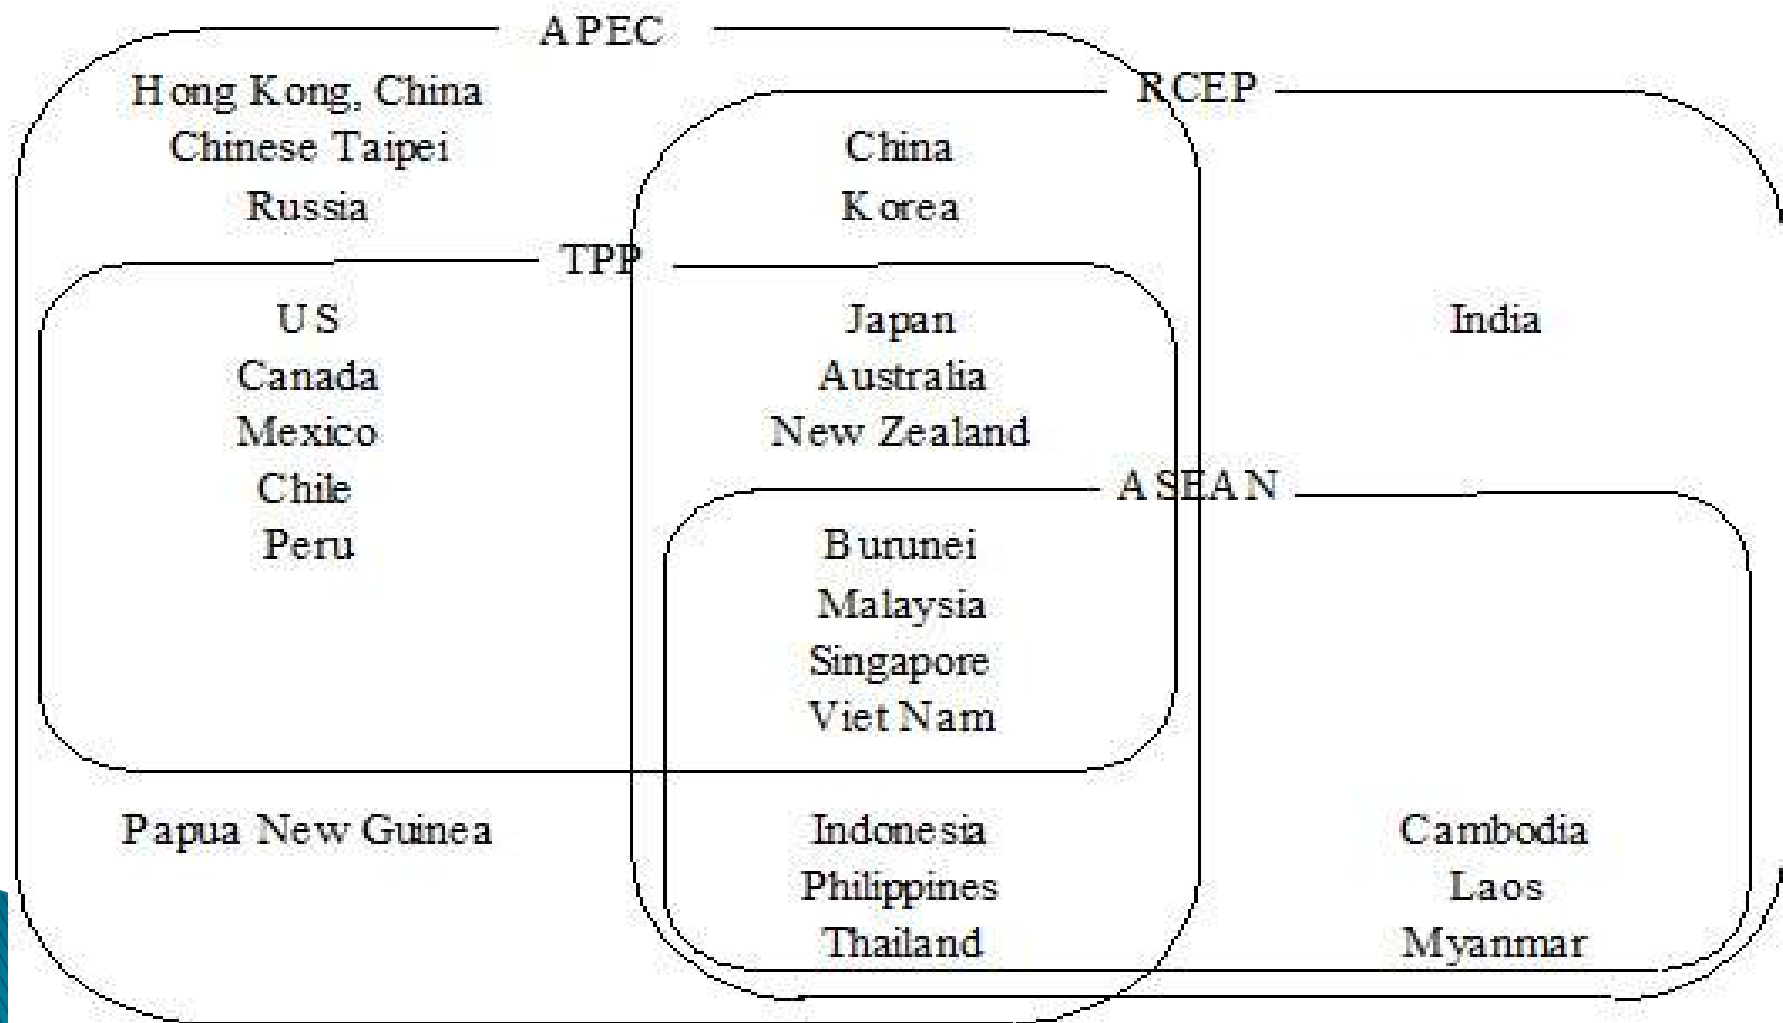 APEC
Hong Kong, China
RCEP
Chinese Taipei
China
Russia
Korea
TPP
US
Japan
India
Canada
Australia
Mexico
New Zealand
Chile
ASEAN
Peru
Burunei
Malaysia
Singapore
Viet Nam
Papua New Guinea
Indonesia
Cambodia
Philippines
Laos
Thailand
Myanmar